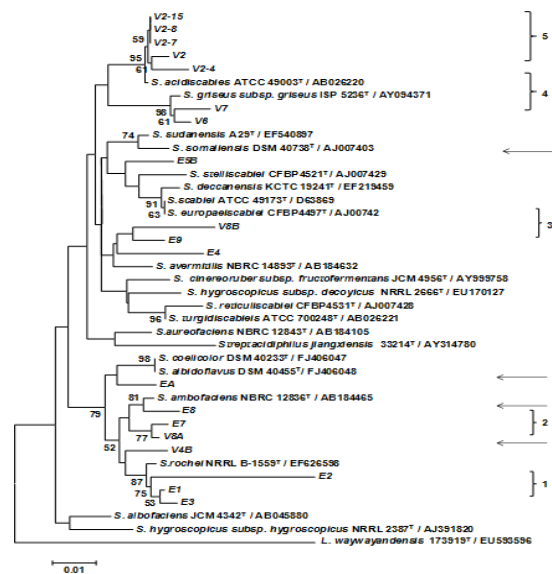 V2-15
V2-8
59 V2-7
5
V2
95
61 V2-4
S. acidiscabies ATCC 49003ᵀ / AB026220
S. griseus subsp. griseus ISP 5236ᵀ / AY094371
4
98 V7
61 V6
74 S. sudanensis A29ᵀ / EF540897
S. somaliensis DSM 40738ᵀ / AJ007403
E5B
S. stelliscabiei CFBP4521ᵀ / AJ007429
S. deccanensis KCTC 19241ᵀ / EF219459
91 S. scabiei ATCC 49173ᵀ / D63869
63 S. europaeiscabiei CFBP4497ᵀ / AJ00742
V8B
3
E9
E4
S. avermitilis NBRC 14893ᵀ / AB184632
S. cinereoruber subsp. fructofermentans JCM 4956ᵀ / AY999758
S. hygroscopicus subsp. decoyicus NRRL 2666ᵀ / EU170127
S. reticuliscabiei CFBP4531ᵀ / AJ007428
96 S. turgidiscabieis ATCC 700248ᵀ / AB026221
S.aureofaciens NBRC 12843ᵀ / AB184105
Streptacidiphilus jiangxiensis 33214ᵀ / AY314780
98 S. coelicolor DSM 40233ᵀ / FJ406047
S. albidoflavus DSM 40455ᵀ / FJ406048
EA
79
81 S. ambofaciens NBRC 12836ᵀ / AB184465
E8
E7
2
77 V8A
52
V4B
S.rochei NRRL B-1559ᵀ / EF626598
87
E2
75 E1
1
53 E3
S. albofaciens JCM 4342ᵀ / AB045880
S. hygroscopicus subsp. hygroscopicus NRRL 2387ᵀ / AJ391820
L. waywayandensis 173919ᵀ / EU593596
0.01